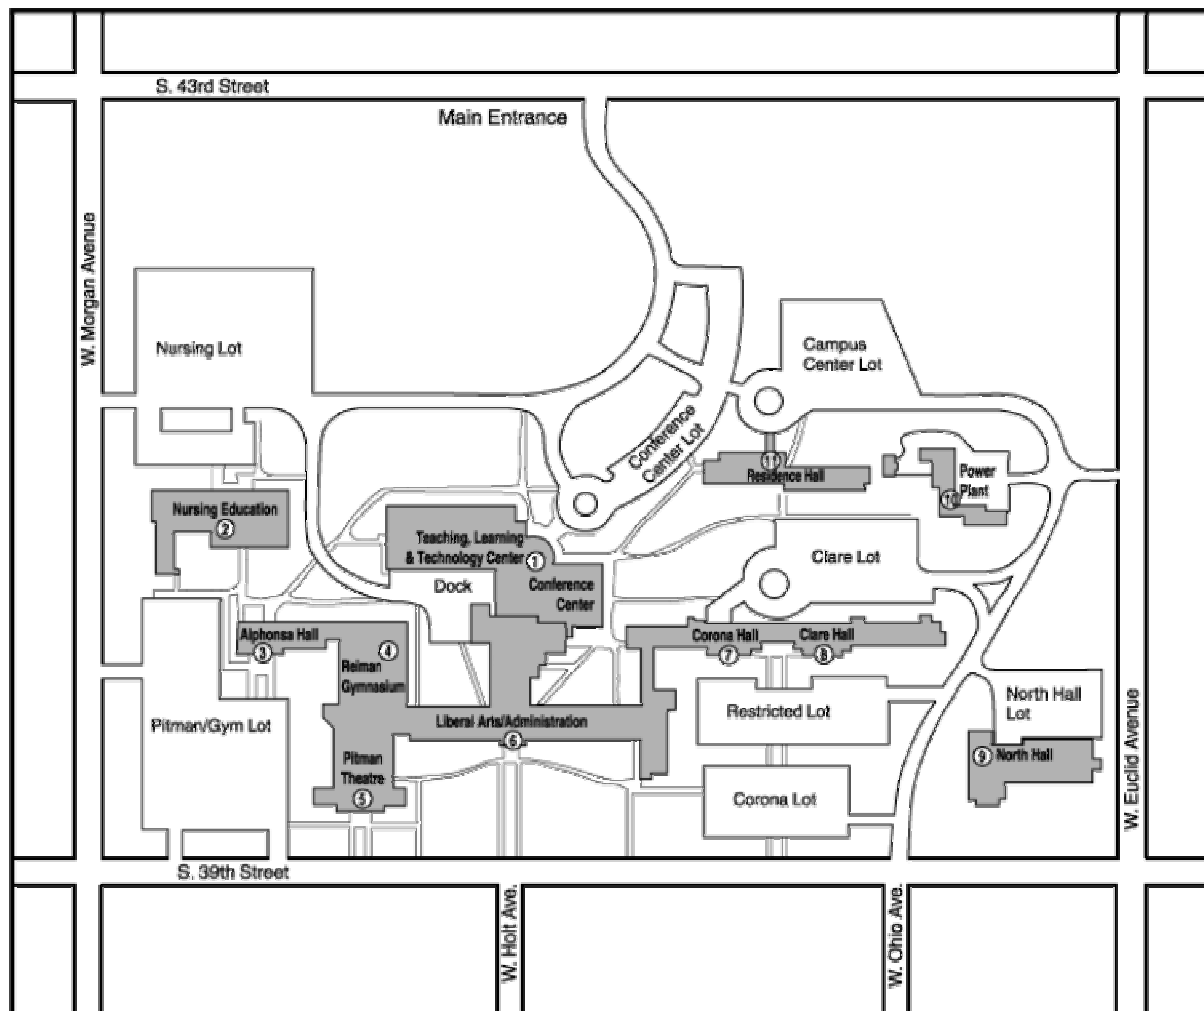 S. 43rd Street
Main Entrance
W. Morgan Avenue
Nursing Lot
Campus
Center Lot
Conference
Center Lot
11
Residence Hall
Power
Plant
10
Nursing Education
2
Teaching, Learning
& Technology Center
1
Clare Lot
Dock
Conference
Center
Alphonsa Hall
3
4
Reiman
Gymnasium
Corona Hall
7
Clare Hall
8
North Hall
Lot
Pitman/Gym Lot
Liberal Arts/Administration
6
Restricted Lot
W. Euclid Avenue
9
North Hall
Pitman
Theatre
5
Corona Lot
S. 39th Street
W. Holt Ave.
W. Ohio Ave.